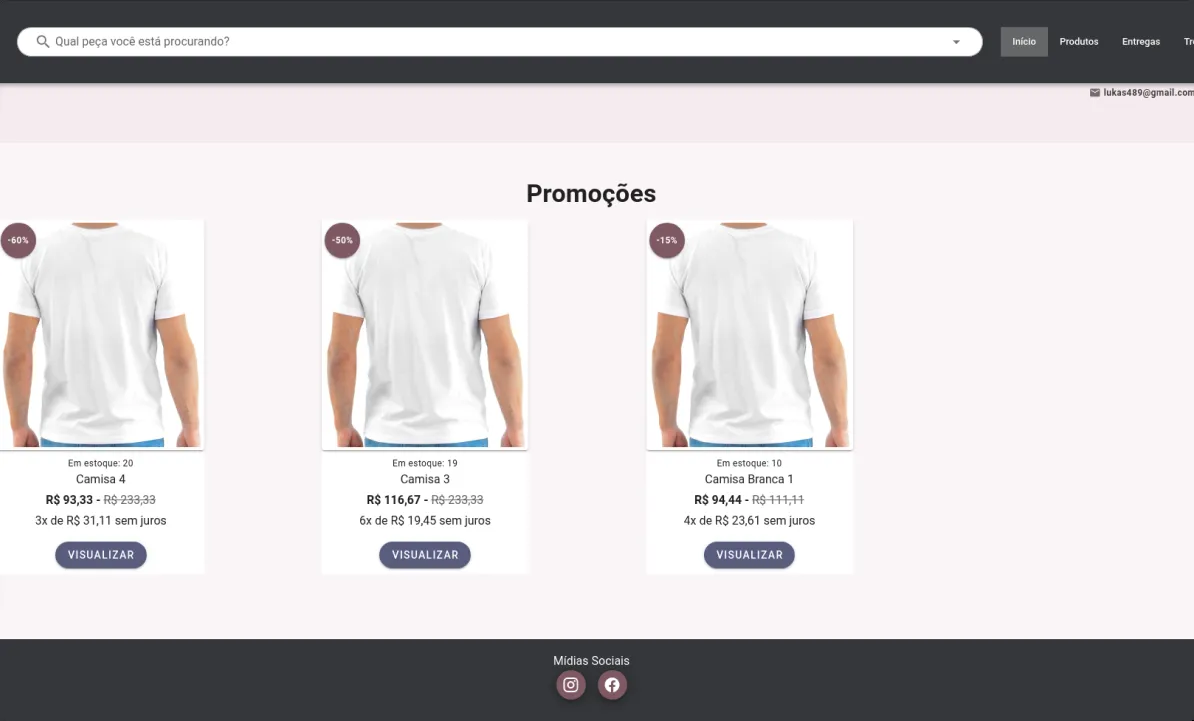 Qual peça você está procurando?
Início
Produtos
Entregas
lukas489@gmail.com
Promoções
-60%
-50%
-15%
Em estoque: 20
Camisa 4
R$ 93,33 - R$ 233,33
3x de R$ 31,11 sem juros
VISUALIZAR
Em estoque: 19
Camisa 3
R$ 116,67 - R$ 233,33
6x de R$ 19,45 sem juros
VISUALIZAR
Em estoque: 10
Camisa Branca 1
R$ 94,44 - R$ 111,11
4x de R$ 23,61 sem juros
VISUALIZAR
Mídias Sociais